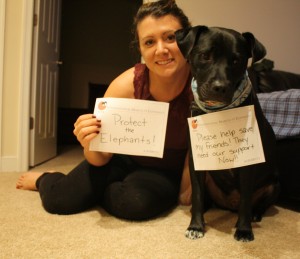 Protect
the
Elephants!
Please help save
my friends! They
need our support
Now!